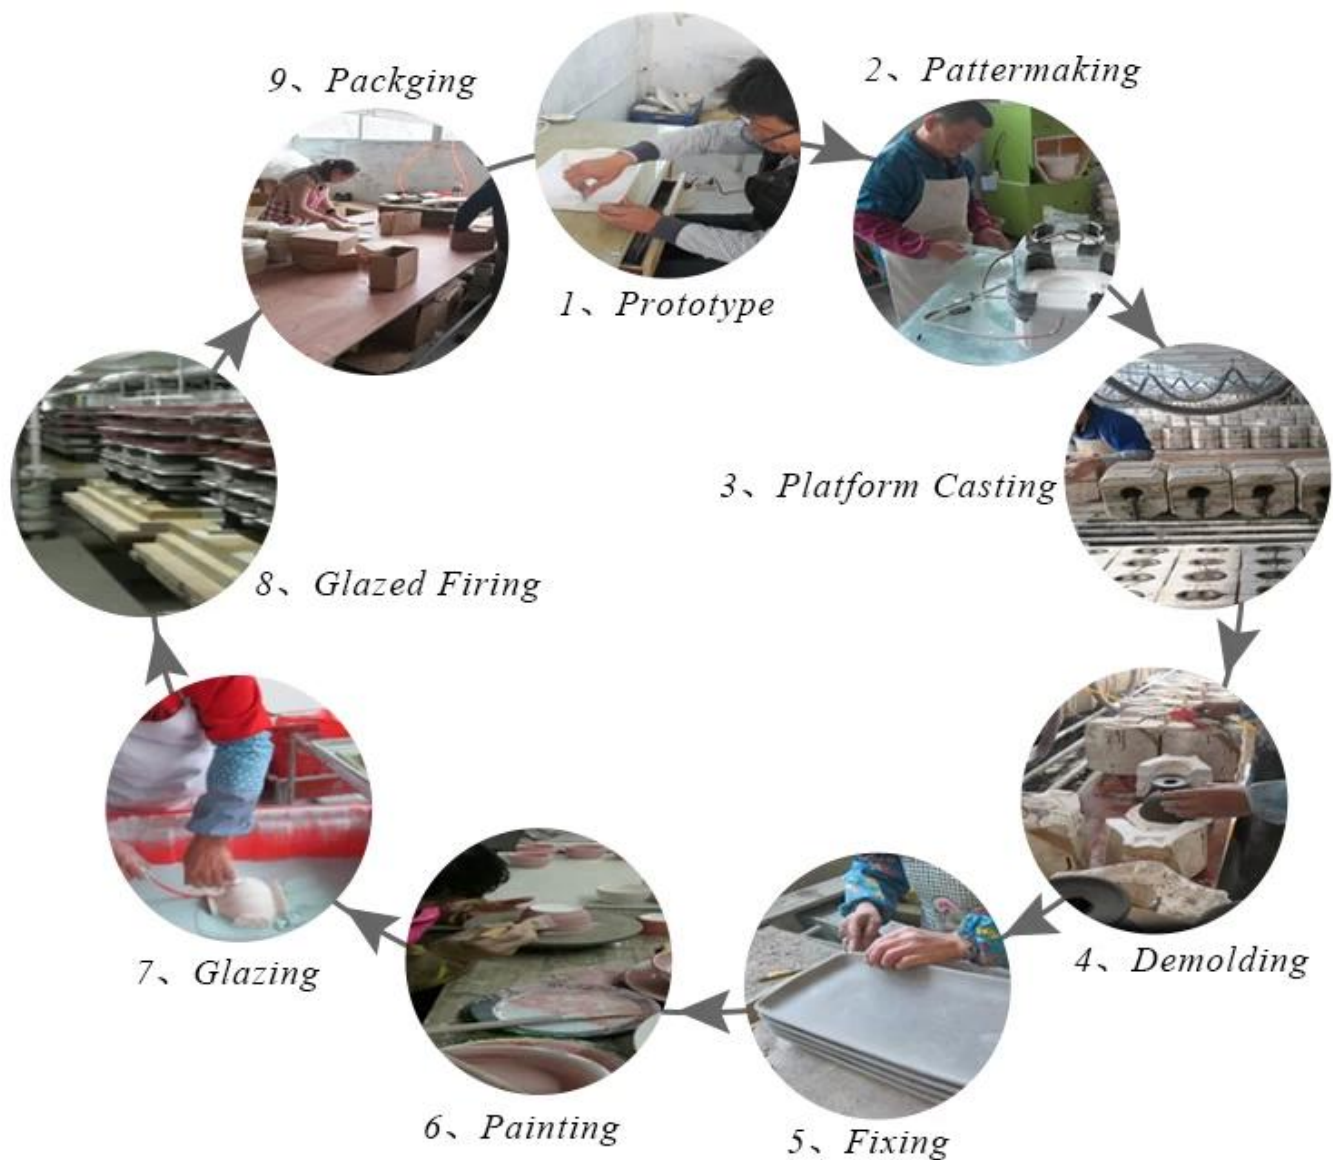 1、Prototype
2、Pattermaking
3、Platform Casting
4、Demolding
5、Fixing
6、Painting
7、Glazing
8、Glazed Firing
9、Packging